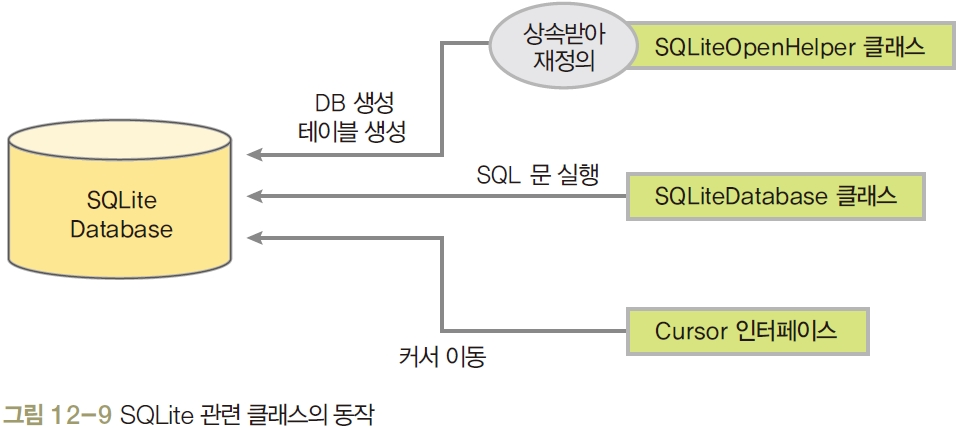 상속받아
재정의
SQLiteOpenHelper 클래스
DB 생성
테이블 생성
SQL 문 실행
SQLiteDatabase 클래스
SQLite
Database
Cursor 인터페이스
커서 이동
그림 12-9 SQLite 관련 클래스의 동작